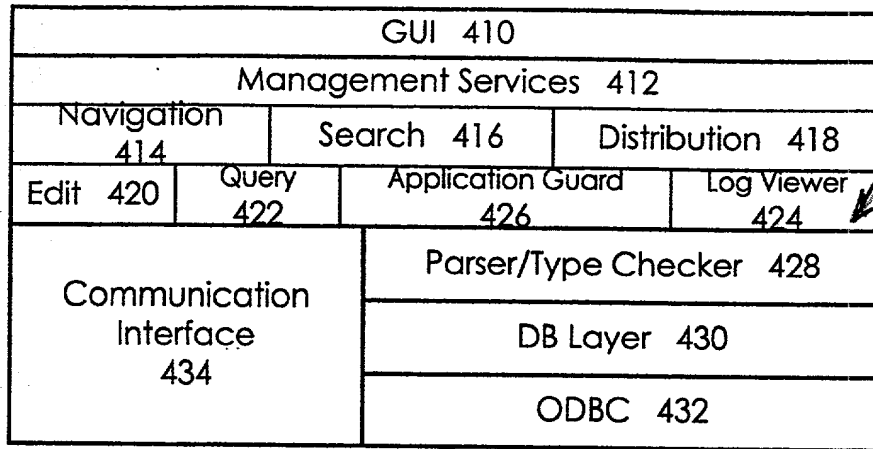 GUI 410
Management Services 412
Navigation
414
Search 416
Distribution 418
Edit 420
Query
422
Application Guard
426
Log Viewer
424
Communication
Interface
434
Parser/Type Checker 428
DB Layer 430
ODBC 432